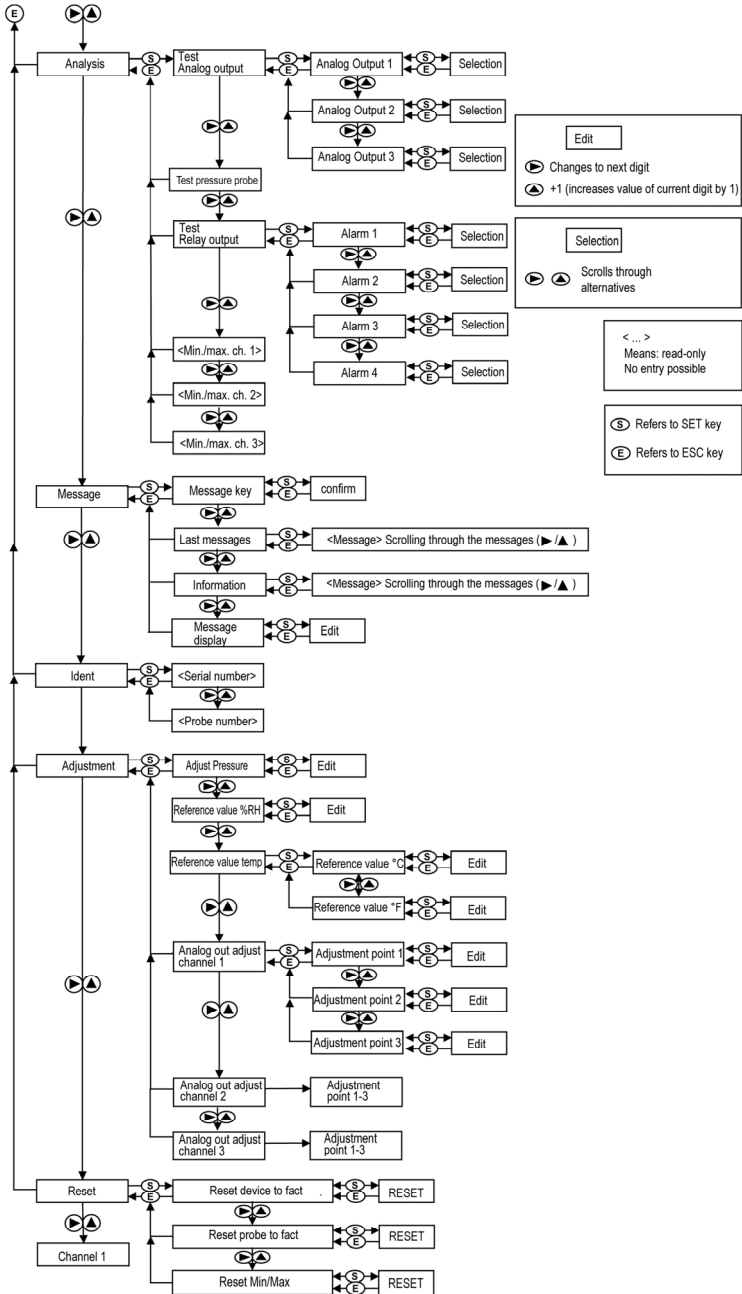 E
Analysis
S
E
Test
Analog output
S
E
Analog Output 1
S
E
Selection
Analog Output 2
S
E
Selection
Analog Output 3
S
E
Selection
Edit
Changes to next digit
+1 (increases value of current digit by 1)
Test pressure probe
Test
Relay output
S
E
Alarm 1
S
E
Selection
Alarm 2
S
E
Selection
Alarm 3
S
E
Selection
Alarm 4
S
E
Selection
Selection
Scrolls through
alternatives
<Min./max. ch. 1>
<Min./max. ch. 2>
<Min./max. ch. 3>
< ... >
Means: read-only
No entry possible
S Refers to SET key
E Refers to ESC key
Message
S
E
Message key
S
E
confirm
Last messages
S
E
<Message> Scrolling through the messages (▶/▲ )
Information
S
E
<Message> Scrolling through the messages (▶/▲ )
Message
display
S
E
Edit
Ident
S
E
<Serial number>
<Probe number>
Adjustment
S
E
Adjust Pressure
S
E
Edit
Reference value %RH
S
E
Edit
Reference value temp
S
E
Reference value °C
S
E
Edit
Reference value °F
S
E
Edit
Analog out adjust
channel 1
S
E
Adjustment point 1
S
E
Edit
Adjustment point 2
S
E
Edit
Adjustment point 3
S
E
Edit
Analog out adjust
channel 2
Adjustment
point 1-3
Analog out adjust
channel 3
Adjustment
point 1-3
Reset
S
E
Reset device to fact .
S
E
RESET
Reset probe to fact
S
E
RESET
Reset Min/Max
S
E
RESET
Channel 1